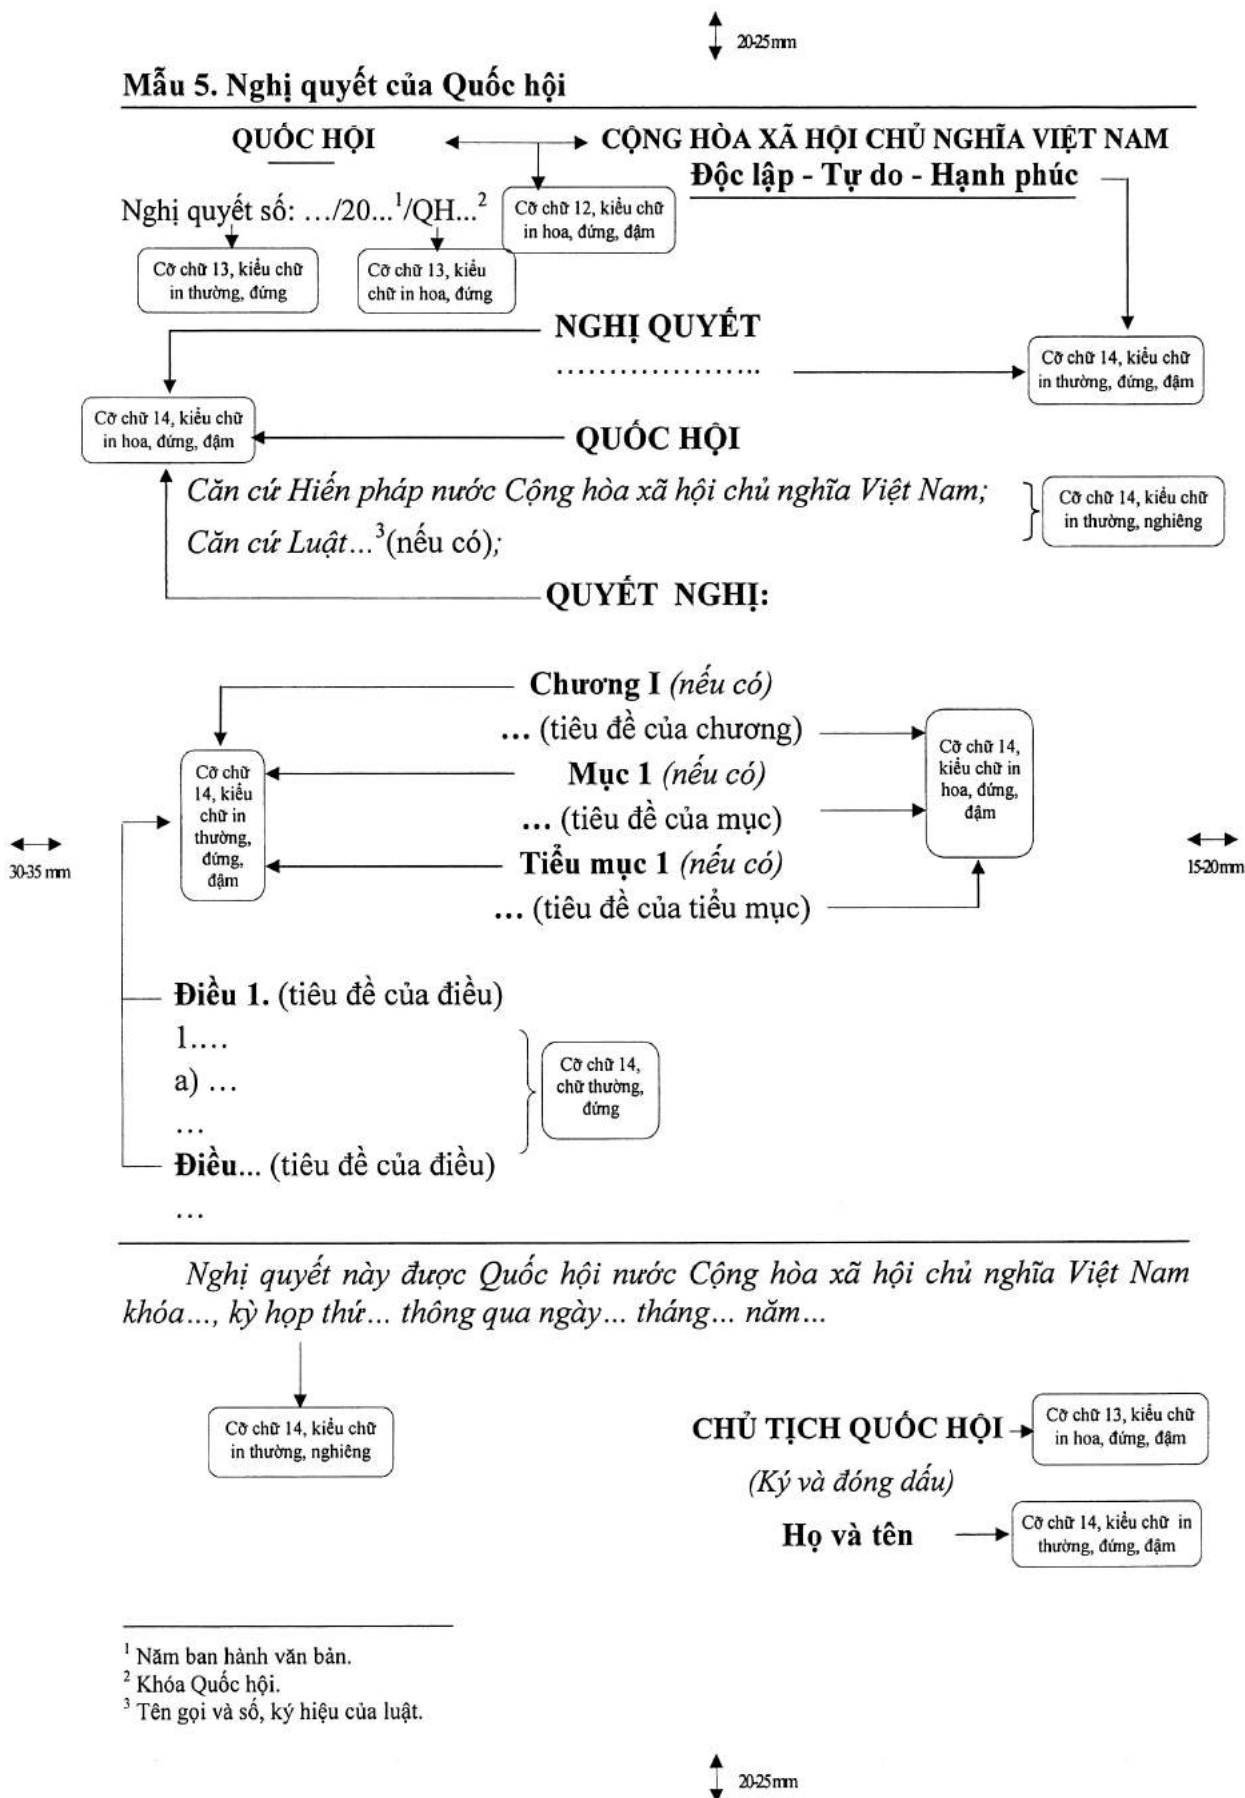 20-25mm
Mẫu 5. Nghị quyết của Quốc hội
QUỐC HỘI
CỘNG HÒA XÃ HỘI CHỦ NGHĨA VIỆT NAM
Độc lập - Tự do - Hạnh phúc
Nghị quyết số: .../20...¹/QH...²
Cỡ chữ 12, kiểu chữ
in hoa, đứng, đậm
Cỡ chữ 13, kiểu chữ
in thường, đứng
Cỡ chữ 13, kiểu
chữ in hoa, đứng
NGHỊ QUYẾT
....................
Cỡ chữ 14, kiểu chữ
in thường, đứng, đậm
Cỡ chữ 14, kiểu chữ
in hoa, đứng, đậm
QUỐC HỘI
Căn cứ Hiến pháp nước Cộng hòa xã hội chủ nghĩa Việt Nam;
Căn cứ Luật...³(nếu có);
Cỡ chữ 14, kiểu chữ
in thường, nghiêng
QUYẾT NGHỊ:
Chương I (nếu có)
... (tiêu đề của chương)
Mục 1 (nếu có)
... (tiêu đề của mục)
Tiểu mục 1 (nếu có)
... (tiêu đề của tiểu mục)
Cỡ chữ
14, kiểu
chữ in
thường,
đứng,
đậm
Cỡ chữ 14,
kiểu chữ in
hoa, đứng,
đậm
30-35 mm
15-20mm
Điều 1. (tiêu đề của điều)
1....
a) ...
...
Cỡ chữ 14,
chữ thường,
đứng
Điều... (tiêu đề của điều)
...
Nghị quyết này được Quốc hội nước Cộng hòa xã hội chủ nghĩa Việt Nam
khóa..., kỳ họp thứ... thông qua ngày... tháng... năm...
Cỡ chữ 14, kiểu chữ
in thường, nghiêng
CHỦ TỊCH QUỐC HỘI
Cỡ chữ 13, kiểu chữ
in hoa, đứng, đậm
(Ký và đóng dấu)
Họ và tên
Cỡ chữ 14, kiểu chữ in
thường, đứng, đậm
¹ Năm ban hành văn bản.
² Khóa Quốc hội.
³ Tên gọi và số, ký hiệu của luật.
20-25mm